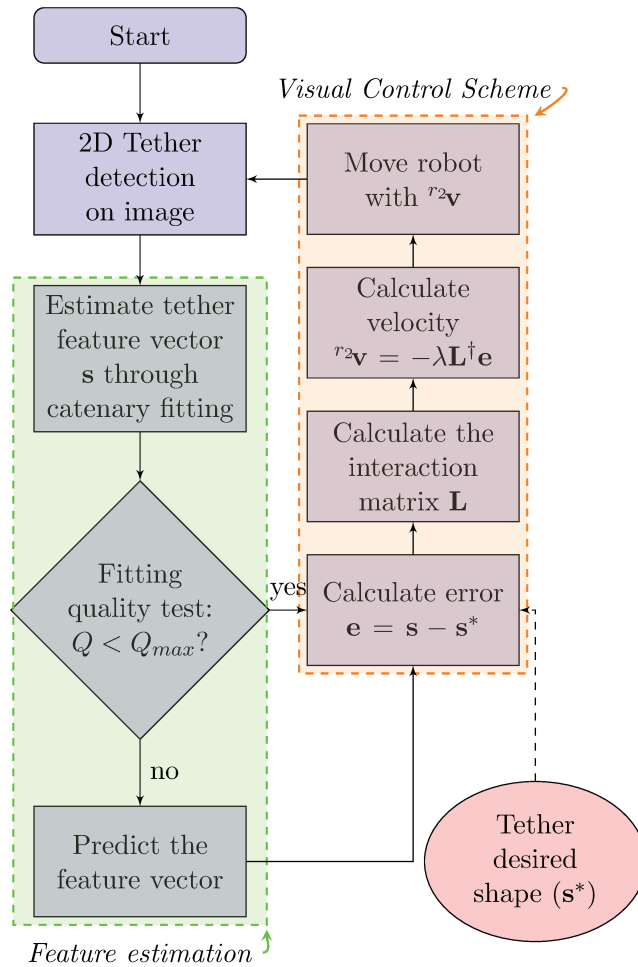 Start
Visual Control Scheme
2D Tether
detection
on image
Move robot
with ʳ²𝐯
Estimate tether
feature vector
𝐬 through
catenary fitting
Calculate
velocity
ʳ²𝐯 = −λ𝐋†𝐞
Calculate the
interaction
matrix 𝐋
Fitting
quality test:
Q < Q_max?
yes
Calculate error
𝐞 = 𝐬 − 𝐬*
no
Predict the
feature vector
Tether
desired
shape (𝐬*)
Feature estimation